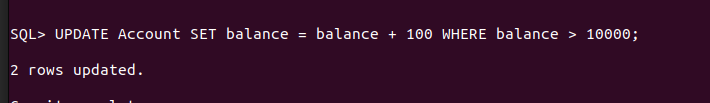 SQL> UPDATE Account SET balance = balance + 100 WHERE balance > 10000;
2 rows updated.